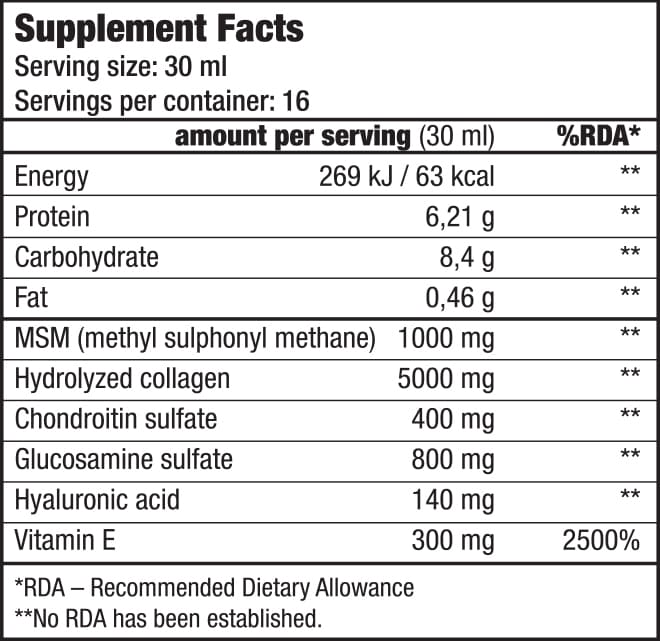 Supplement Facts
Serving size: 30 ml
Servings per container: 16
amount per serving (30 ml) %RDA*
Energy 269 kJ / 63 kcal **
Protein 6,21 g **
Carbohydrate 8,4 g **
Fat 0,46 g **
MSM (methyl sulphonyl methane) 1000 mg **
Hydrolyzed collagen 5000 mg **
Chondroitin sulfate 400 mg **
Glucosamine sulfate 800 mg **
Hyaluronic acid 140 mg **
Vitamin E 300 mg 2500%
*RDA – Recommended Dietary Allowance
**No RDA has been established.